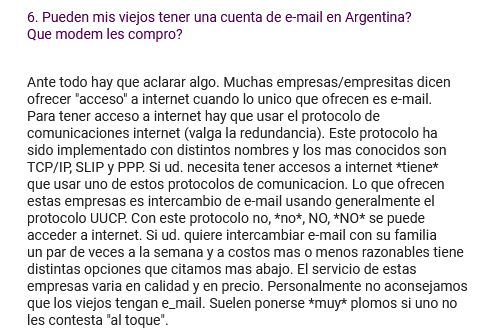 6. Pueden mis viejos tener una cuenta de e-mail en Argentina?
Que modem les compro?
Ante todo hay que aclarar algo. Muchas empresas/empresitas dicen
ofrecer "acceso" a internet cuando lo unico que ofrecen es e-mail.
Para tener acceso a internet hay que usar el protocolo de
comunicaciones internet (valga la redundancia). Este protocolo ha
sido implementado con distintos nombres y los mas conocidos son
TCP/IP, SLIP y PPP. Si ud. necesita tener accesos a internet *tiene*
que usar uno de estos protocolos de comunicacion. Lo que ofrecen
estas empresas es intercambio de e-mail usando generalmente el
protocolo UUCP. Con este protocolo no, *no*, NO, *NO* se puede
acceder a internet. Si ud. quiere intercambiar e-mail con su familia
un par de veces a la semana y a costos mas o menos razonables tiene
distintas opciones que citamos mas abajo. El servicio de estas
empresas varia en calidad y en precio. Personalmente no aconsejamos
que los viejos tengan e_mail. Suelen ponerse *muy* plomos si uno no
les contesta "al toque".